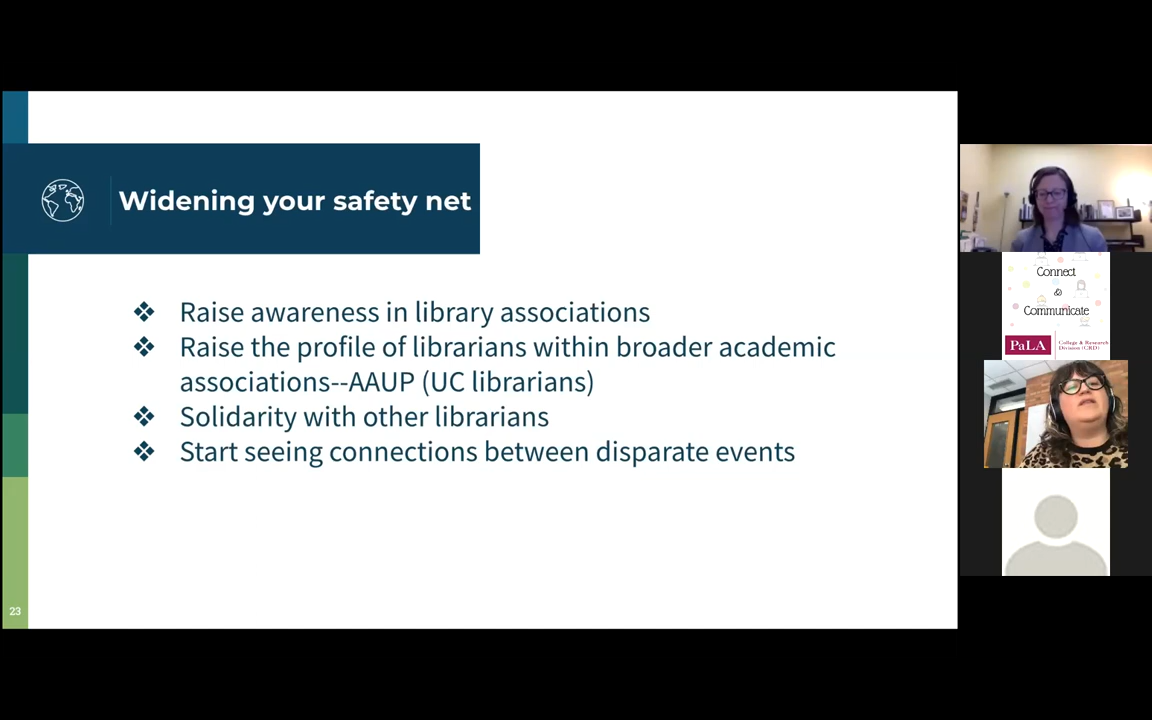 Widening your safety net
❖ Raise awareness in library associations
❖ Raise the profile of librarians within broader academic
associations--AAUP (UC librarians)
❖ Solidarity with other librarians
❖ Start seeing connections between disparate events
23
Connect
&
Communicate
PaLA College & Research
Division (CRD)